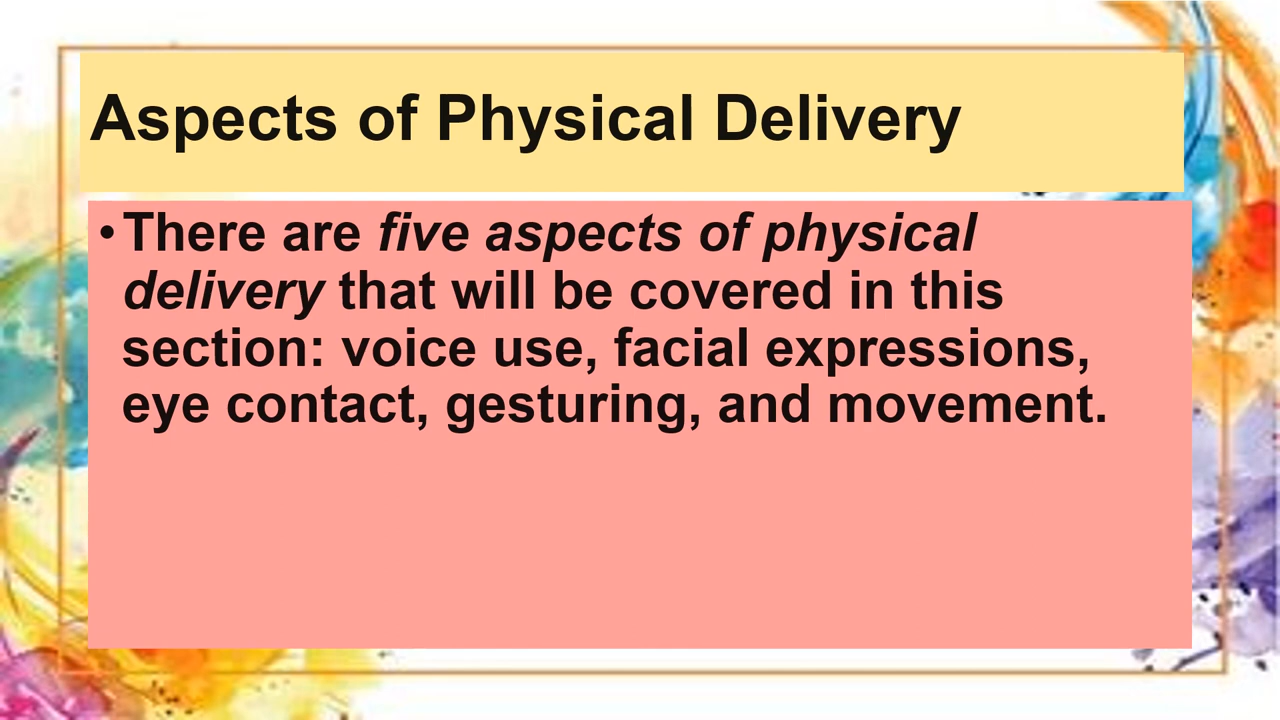 Aspects of Physical Delivery
•There are five aspects of physical
delivery that will be covered in this
section: voice use, facial expressions,
eye contact, gesturing, and movement.